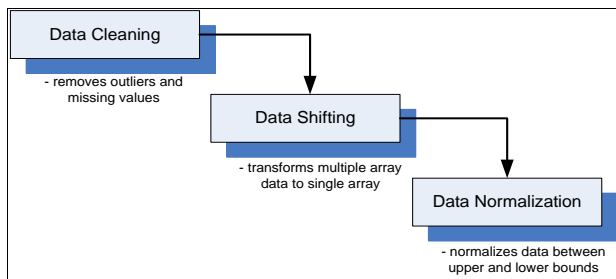 Data Cleaning
- removes outliers and
missing values
Data Shifting
- transforms multiple array
data to single array
Data Normalization
- normalizes data between
upper and lower bounds